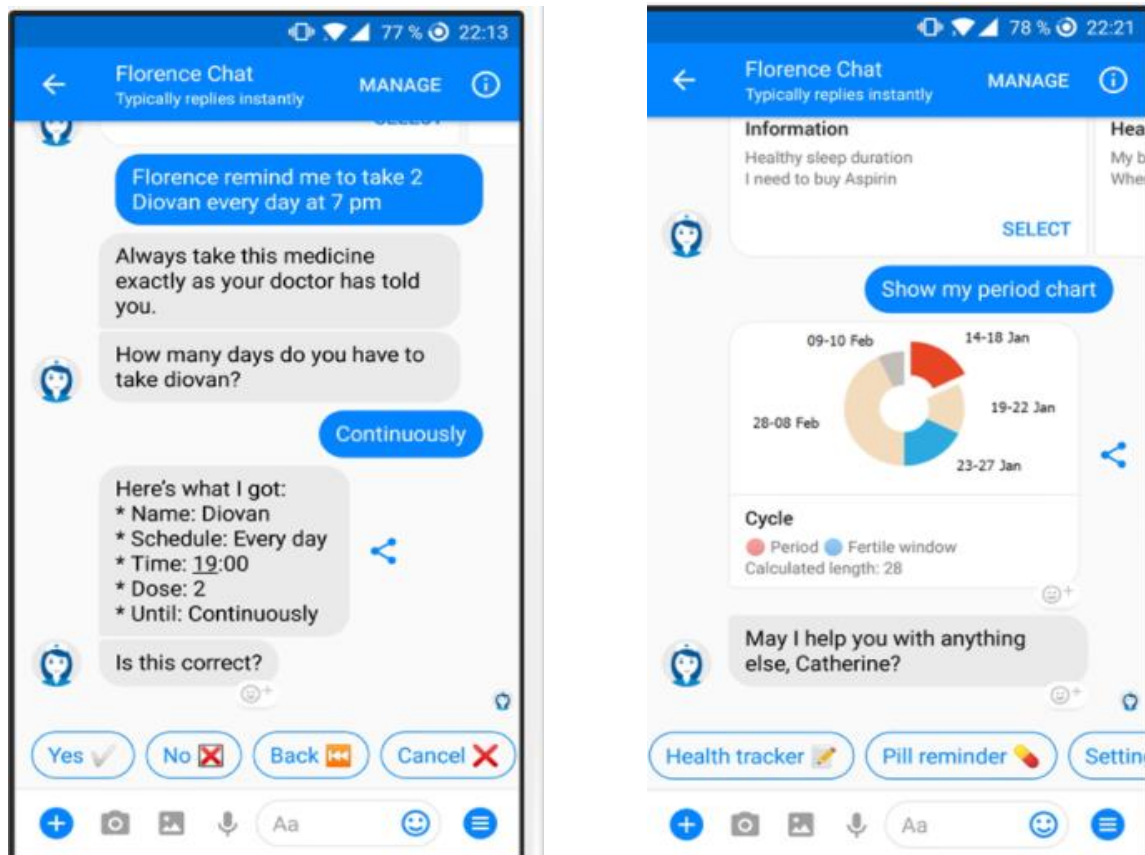 77 % 22:13
Florence Chat
Typically replies instantly
MANAGE
SELECT
Florence remind me to take 2
Diovan every day at 7 pm
Always take this medicine
exactly as your doctor has told
you.
How many days do you have to
take diovan?
Continuously
Here's what I got:
* Name: Diovan
* Schedule: Every day
* Time: 19:00
* Dose: 2
* Until: Continuously
Is this correct?
Yes No Back Cancel
Aa
78 % 22:21
Florence Chat
Typically replies instantly
MANAGE
Information
Healthy sleep duration
I need to buy Aspirin
SELECT
Hea
My b
Whe
Show my period chart
09-10 Feb
14-18 Jan
19-22 Jan
28-08 Feb
23-27 Jan
Cycle
Period Fertile window
Calculated length: 28
May I help you with anything
else, Catherine?
Health tracker Pill reminder Settin
Aa